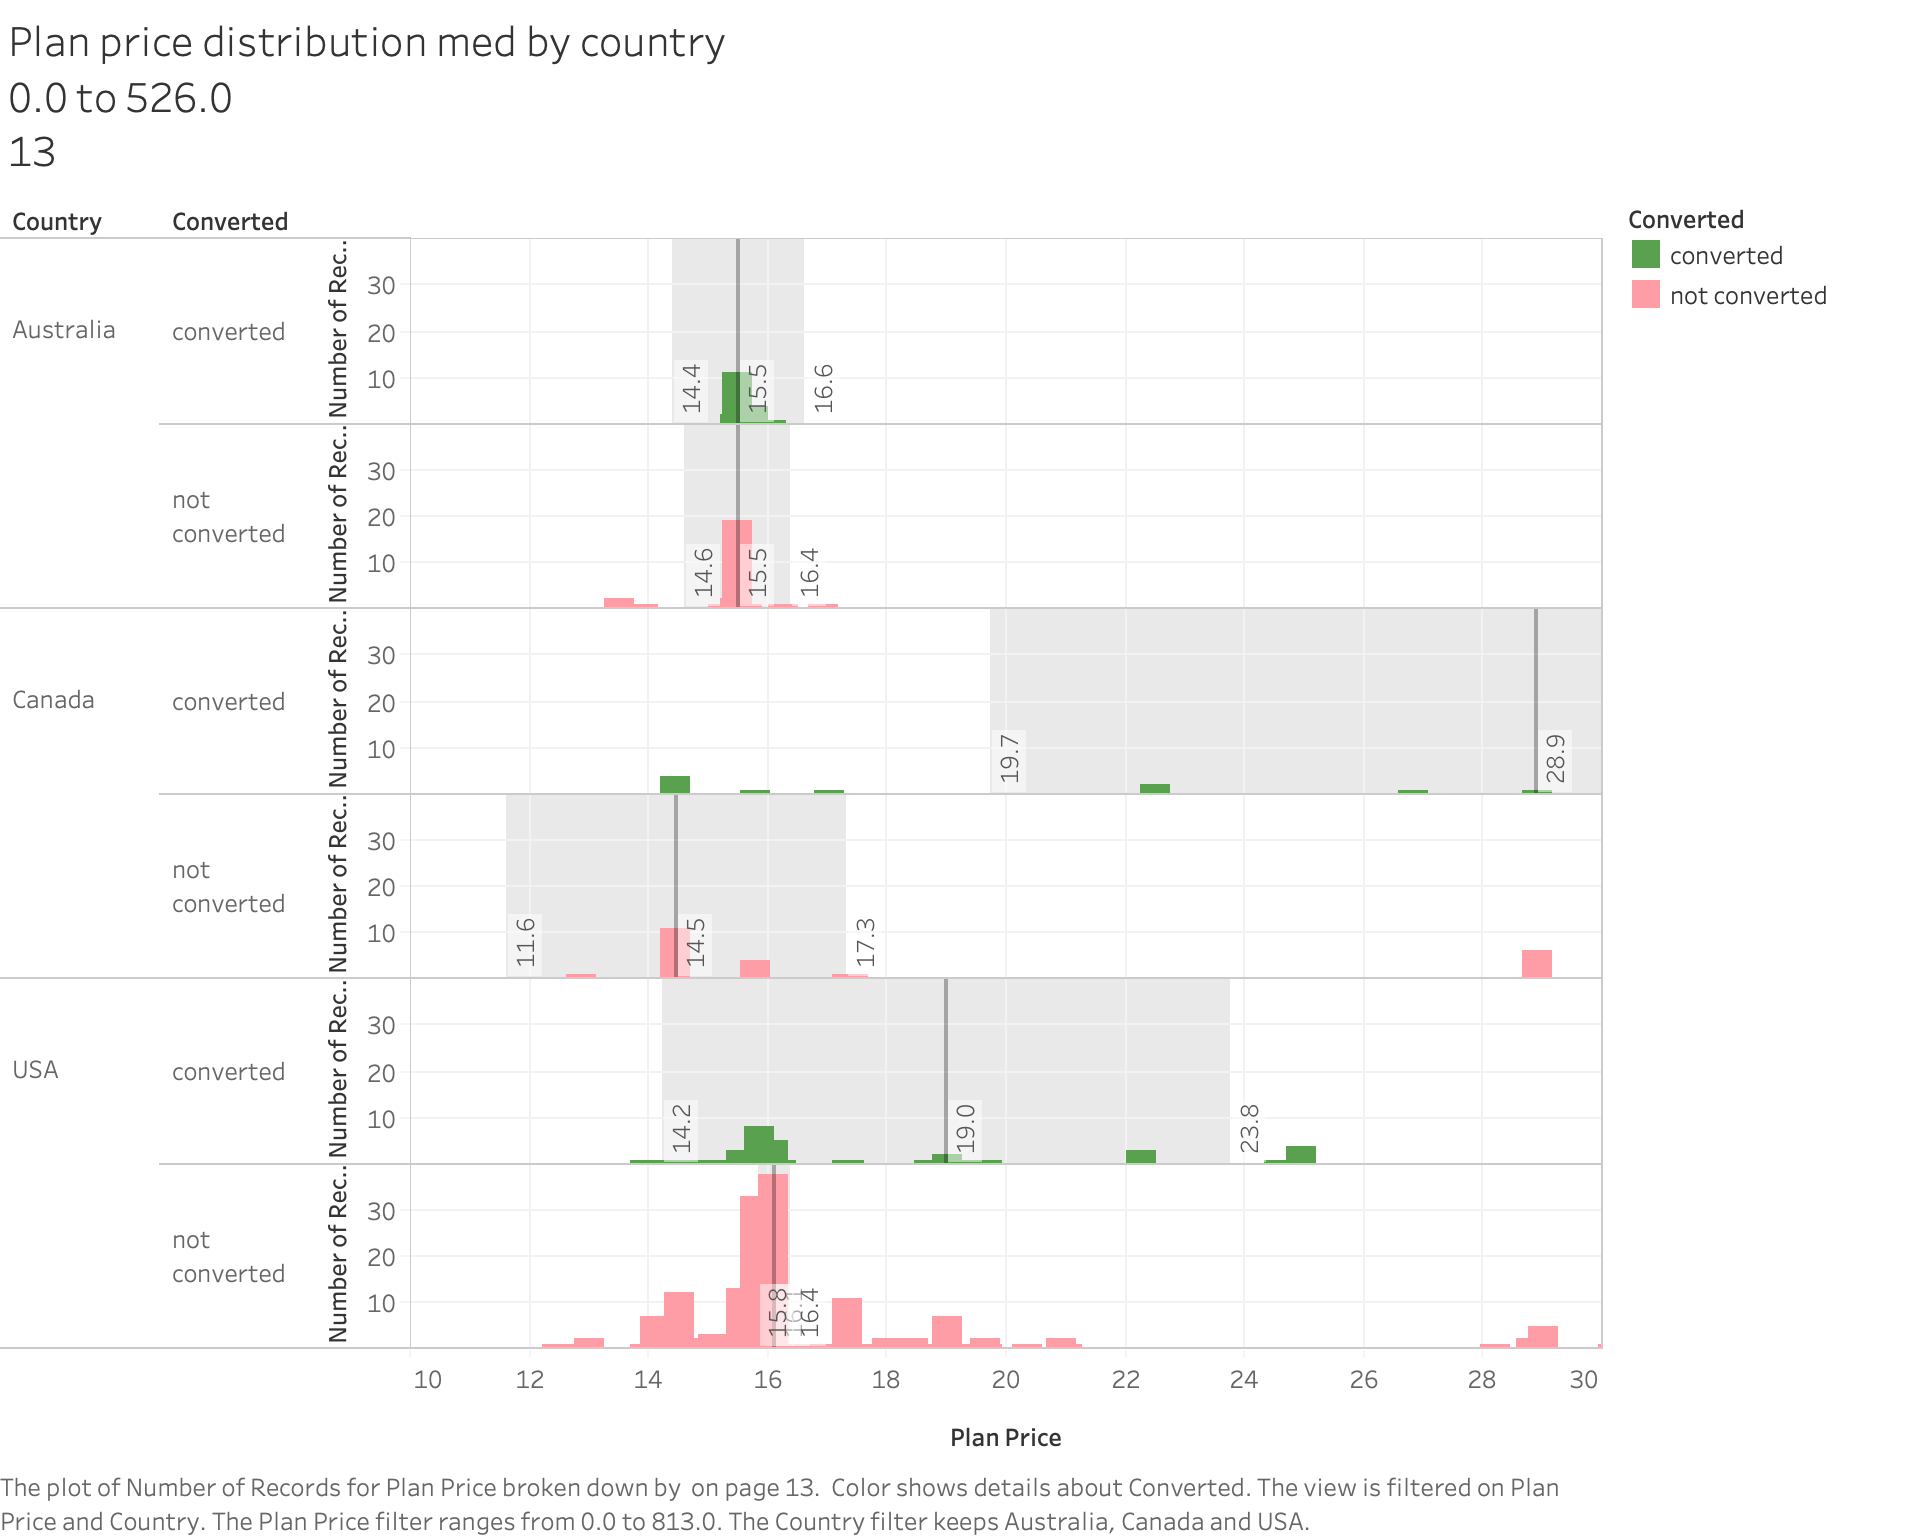 Plan price distribution med by country
0.0 to 526.0
13
Country Converted
Converted
converted
not converted
Australia
converted
Number of Rec..
30
20
10
14.4 15.5 16.6
not
converted
Number of Rec..
30
20
10
14.6 15.5 16.4
Canada
converted
Number of Rec..
30
20
10
19.7 28.9
not
converted
Number of Rec..
30
20
10
11.6 14.5 17.3
USA
converted
Number of Rec..
30
20
10
14.2 19.0 23.8
not
converted
Number of Rec..
30
20
10
15.8 16.4
10 12 14 16 18 20 22 24 26 28 30
Plan Price
The plot of Number of Records for Plan Price broken down by  on page 13.  Color shows details about Converted. The view is filtered on Plan
Price and Country. The Plan Price filter ranges from 0.0 to 813.0. The Country filter keeps Australia, Canada and USA.